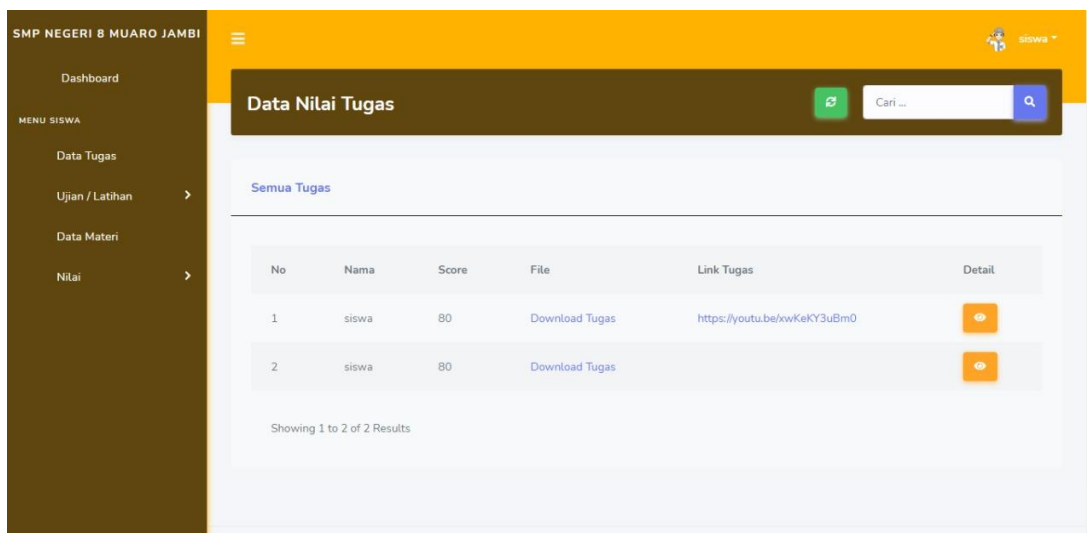 SMP NEGERI 8 MUARO JAMBI
Dashboard
MENU SISWA
Data Tugas
Ujian / Latihan
Data Materi
Nilai
siswa
Data Nilai Tugas
Cari ...
Semua Tugas
No Nama Score File Link Tugas Detail
1 siswa 80 Download Tugas https://youtu.be/xwKeKY3uBm0
2 siswa 80 Download Tugas
Showing 1 to 2 of 2 Results